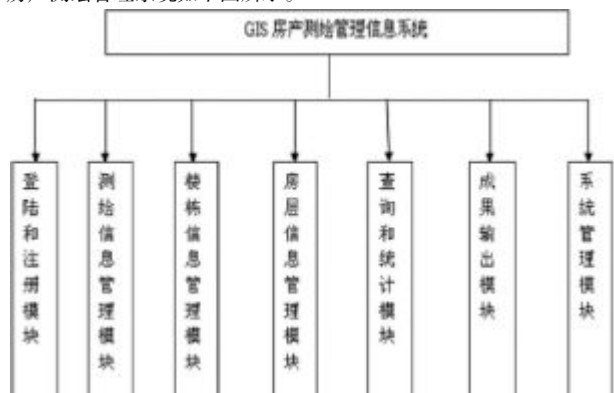 GIS 房产测绘管理信息系统
登陆和注册模块
测绘信息管理模块
楼栋信息管理模块
房屋信息管理模块
查询和统计模块
成果输出模块
系统管理模块